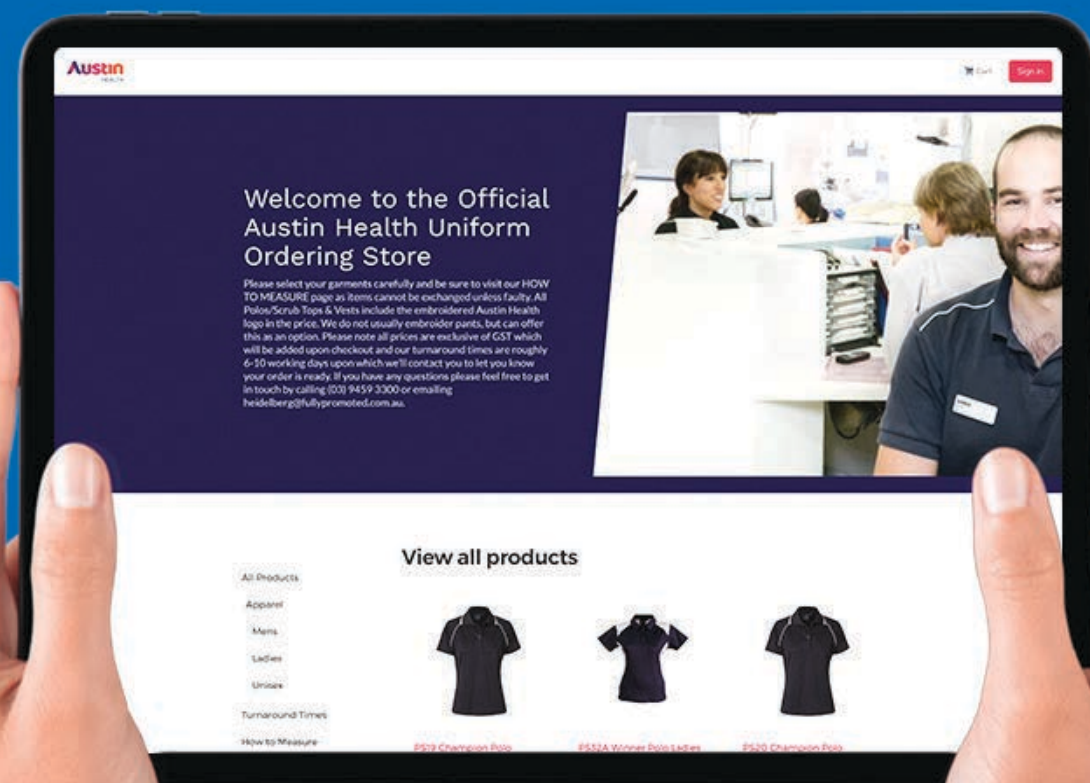 Austin
HEALTH
Cart
Sign in
Welcome to the Official
Austin Health Uniform
Ordering Store
Please select your garments carefully and be sure to visit our HOW
TO MEASURE page as items cannot be exchanged unless faulty. All
Polos/Scrub Tops & Vests include the embroidered Austin Health
logo in the price. We do not usually embroider pants, but can offer
this as an option. Please note all prices are exclusive of GST which
will be added upon checkout and our turnaround times are roughly
6-10 working days upon which we'll contact you to let you know
your order is ready. If you have any questions please feel free to get
in touch by calling (03) 9459 3300 or emailing
heidelberg@fullypromoted.com.au.
View all products
All Products
Apparel
Mens
Ladies
Unisex
Turnaround Times
How to Measure
PS19 Champion Polo
PS32A Winner Polo Ladies
PS20 Champion Polo